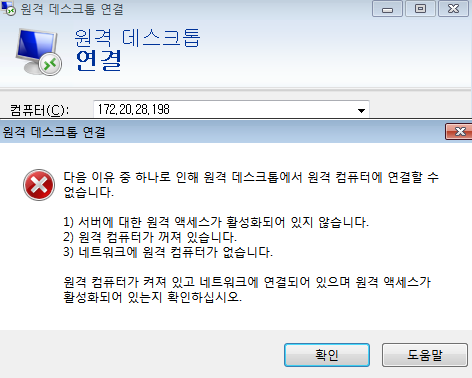 원격 데스크톱 연결
원격 데스크톱
연결
컴퓨터(C):
172.20.28.198
원격 데스크톱 연결
다음 이유 중 하나로 인해 원격 데스크톱에서 원격 컴퓨터에 연결할 수
없습니다.
1) 서버에 대한 원격 액세스가 활성화되어 있지 않습니다.
2) 원격 컴퓨터가 꺼져 있습니다.
3) 네트워크에 원격 컴퓨터가 없습니다.
원격 컴퓨터가 켜져 있고 네트워크에 연결되어 있으며 원격 액세스가
활성화되어 있는지 확인하십시오.
확인
도움말